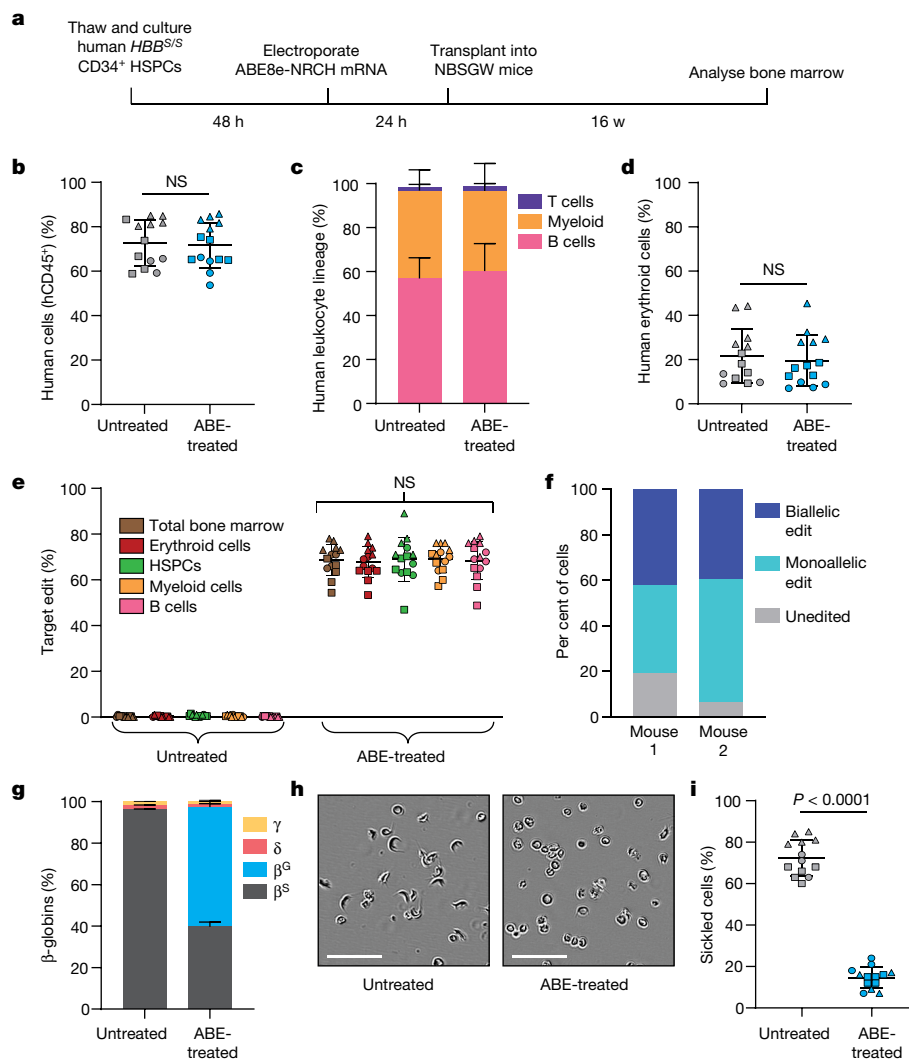 a
Thaw and culture
human HBB^S/S
CD34+ HSPCs
Electroporate
ABE8e-NRCH mRNA
Transplant into
NBSGW mice
Analyse bone marrow
48 h
24 h
16 w
b
Human cells (hCD45+) (%)
100
80
60
40
20
0
NS
Untreated
ABE-
treated
c
Human leukocyte lineage (%)
100
80
60
40
20
0
T cells
Myeloid
B cells
Untreated
ABE-
treated
d
Human erythroid cells (%)
100
80
60
40
20
0
NS
Untreated
ABE-
treated
e
Target edit (%)
100
80
60
40
20
0
Total bone marrow
Erythroid cells
HSPCs
Myeloid cells
B cells
NS
Untreated
ABE-treated
f
Per cent of cells
100
80
60
40
20
0
Biallelic
edit
Monoallelic
edit
Unedited
Mouse
1
Mouse
2
g
β-globins (%)
100
80
60
40
20
0
γ
δ
β^G
β^S
Untreated
ABE-
treated
h
Untreated
ABE-treated
i
Sickled cells (%)
100
80
60
40
20
0
P < 0.0001
Untreated
ABE-
treated